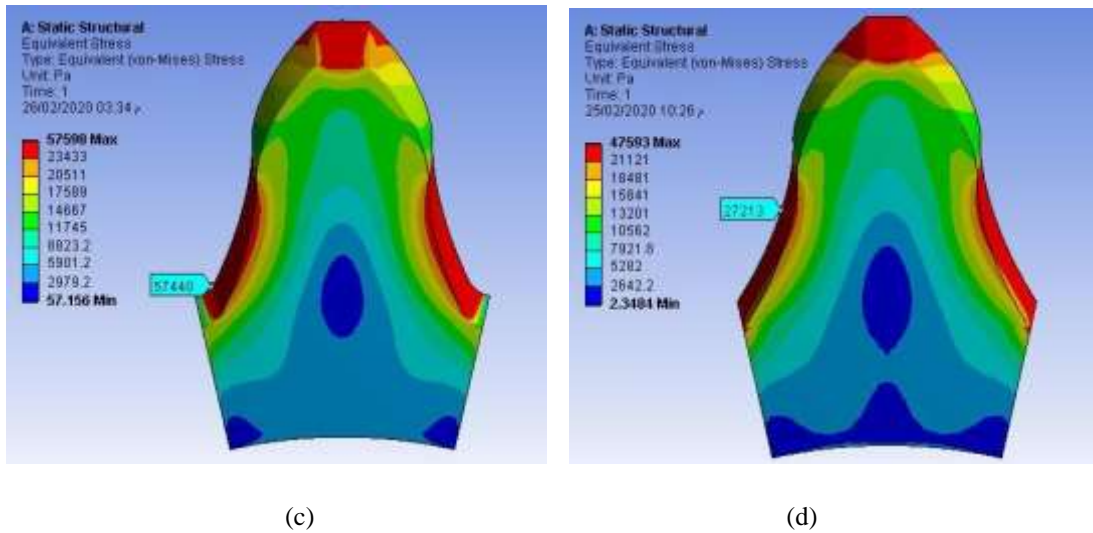 A: Static Structural
Equivalent Stress
Type: Equivalent (von-Mises) Stress
Unit: Pa
Time: 1
26/02/2020 03:34 م
57598 Max
23433
20511
17589
14667
11745
8823.2
5901.2
2979.2
57.156 Min
57440
(c)
A: Static Structural
Equivalent Stress
Type: Equivalent (von-Mises) Stress
Unit: Pa
Time: 1
25/02/2020 10:26 م
47593 Max
21121
18481
15841
13201
10562
7921.8
5282
2642.2
2.3484 Min
27213
(d)